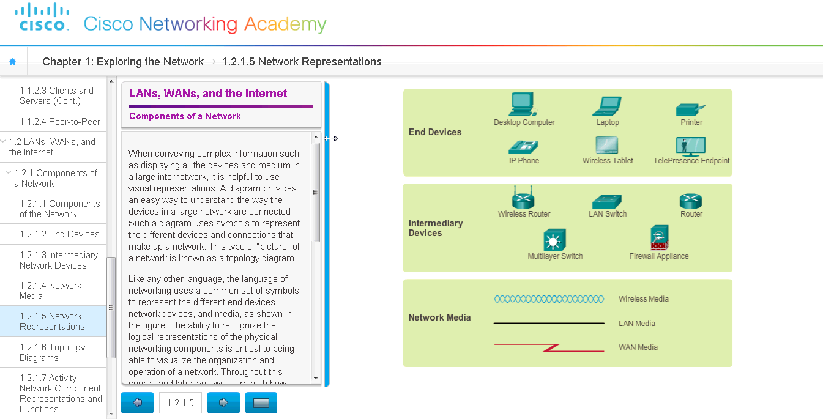 cisco.
Cisco Networking Academy
Chapter 1: Exploring the Network
1.2.1.5 Network Representations
1.1.2.3 Clients and
Servers (Cont.)
1.1.2.4 Peer-to-Peer
1.2 LANs, WANs, and
the Internet
1.2.1 Components of
a Network
1.2.1.1 Components
of the Network
1.2.1.2 End Devices
1.2.1.3 Intermediary
Network Devices
1.2.1.4 Network
Media
1.2.1.5 Network
Representations
1.2.1.6 Topology
Diagrams
1.2.1.7 Activity -
Network Component
Representations and
Functions
LANs, WANs, and the Internet
Components of a Network
When conveying complex information such
as displaying all the devices and medium in
a large internetwork, it is helpful to use
visual representations. A diagram provides
an easy way to understand the way the
devices in a large network are connected.
Such a diagram uses symbols to represent
the different devices and connections that
make up a network. This type of "picture" of
a network is known as a topology diagram.
Like any other language, the language of
networking uses a common set of symbols
to represent the different end devices,
network devices, and media, as shown in
the figure. The ability to recognize the
logical representations of the physical
networking components is critical to being
able to visualize the organization and
operation of a network. Throughout this
1.2.1.5
End Devices
Desktop Computer
Laptop
Printer
IP Phone
Wireless Tablet
TelePresence Endpoint
Intermediary
Devices
Wireless Router
LAN Switch
Router
Multilayer Switch
Firewall Appliance
Network Media
Wireless Media
LAN Media
WAN Media